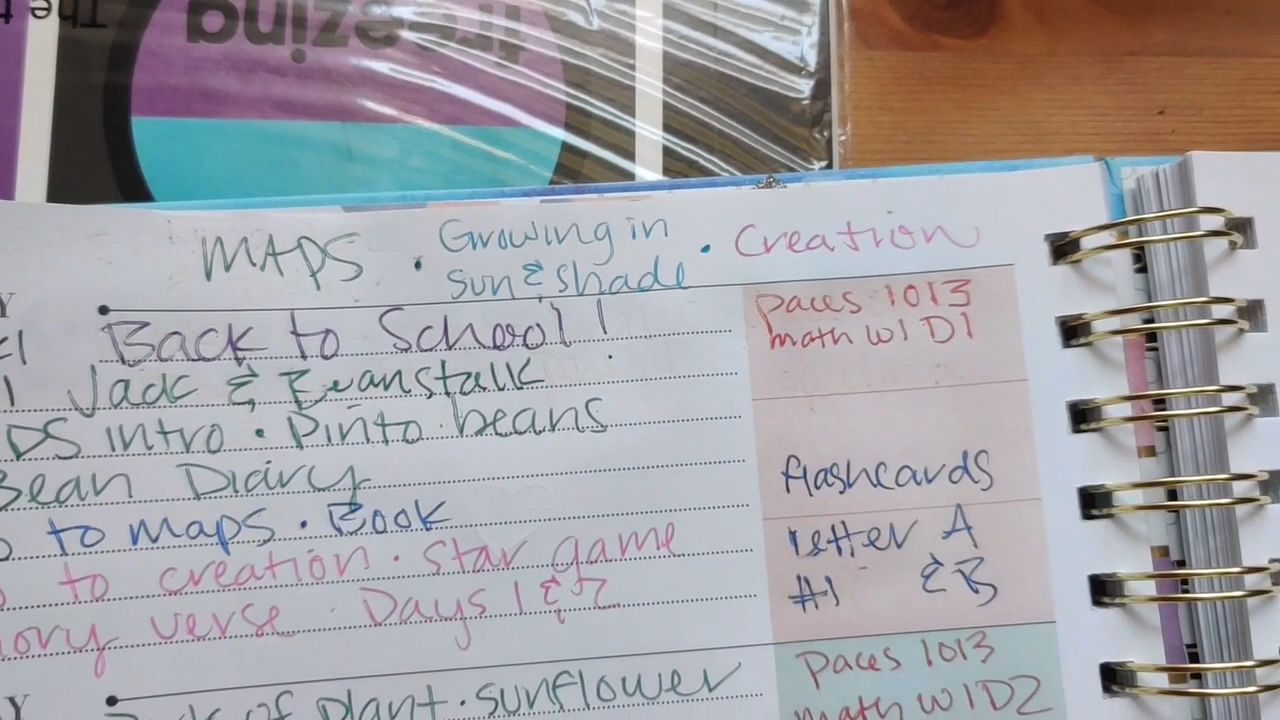 freezing
The t
MAPS · Growing in sun & shade · Creation
Y
Back to School!
Jack & Beanstalk
DS intro · Pinto beans
Bean Diary
to maps · Book
to creation · star game
ory verse Days 1 & 2
paces 1013
math W1 D1
flashcards
letter A
#1 & B
Y
of plant · sunflower
paces 1013
math W1D2